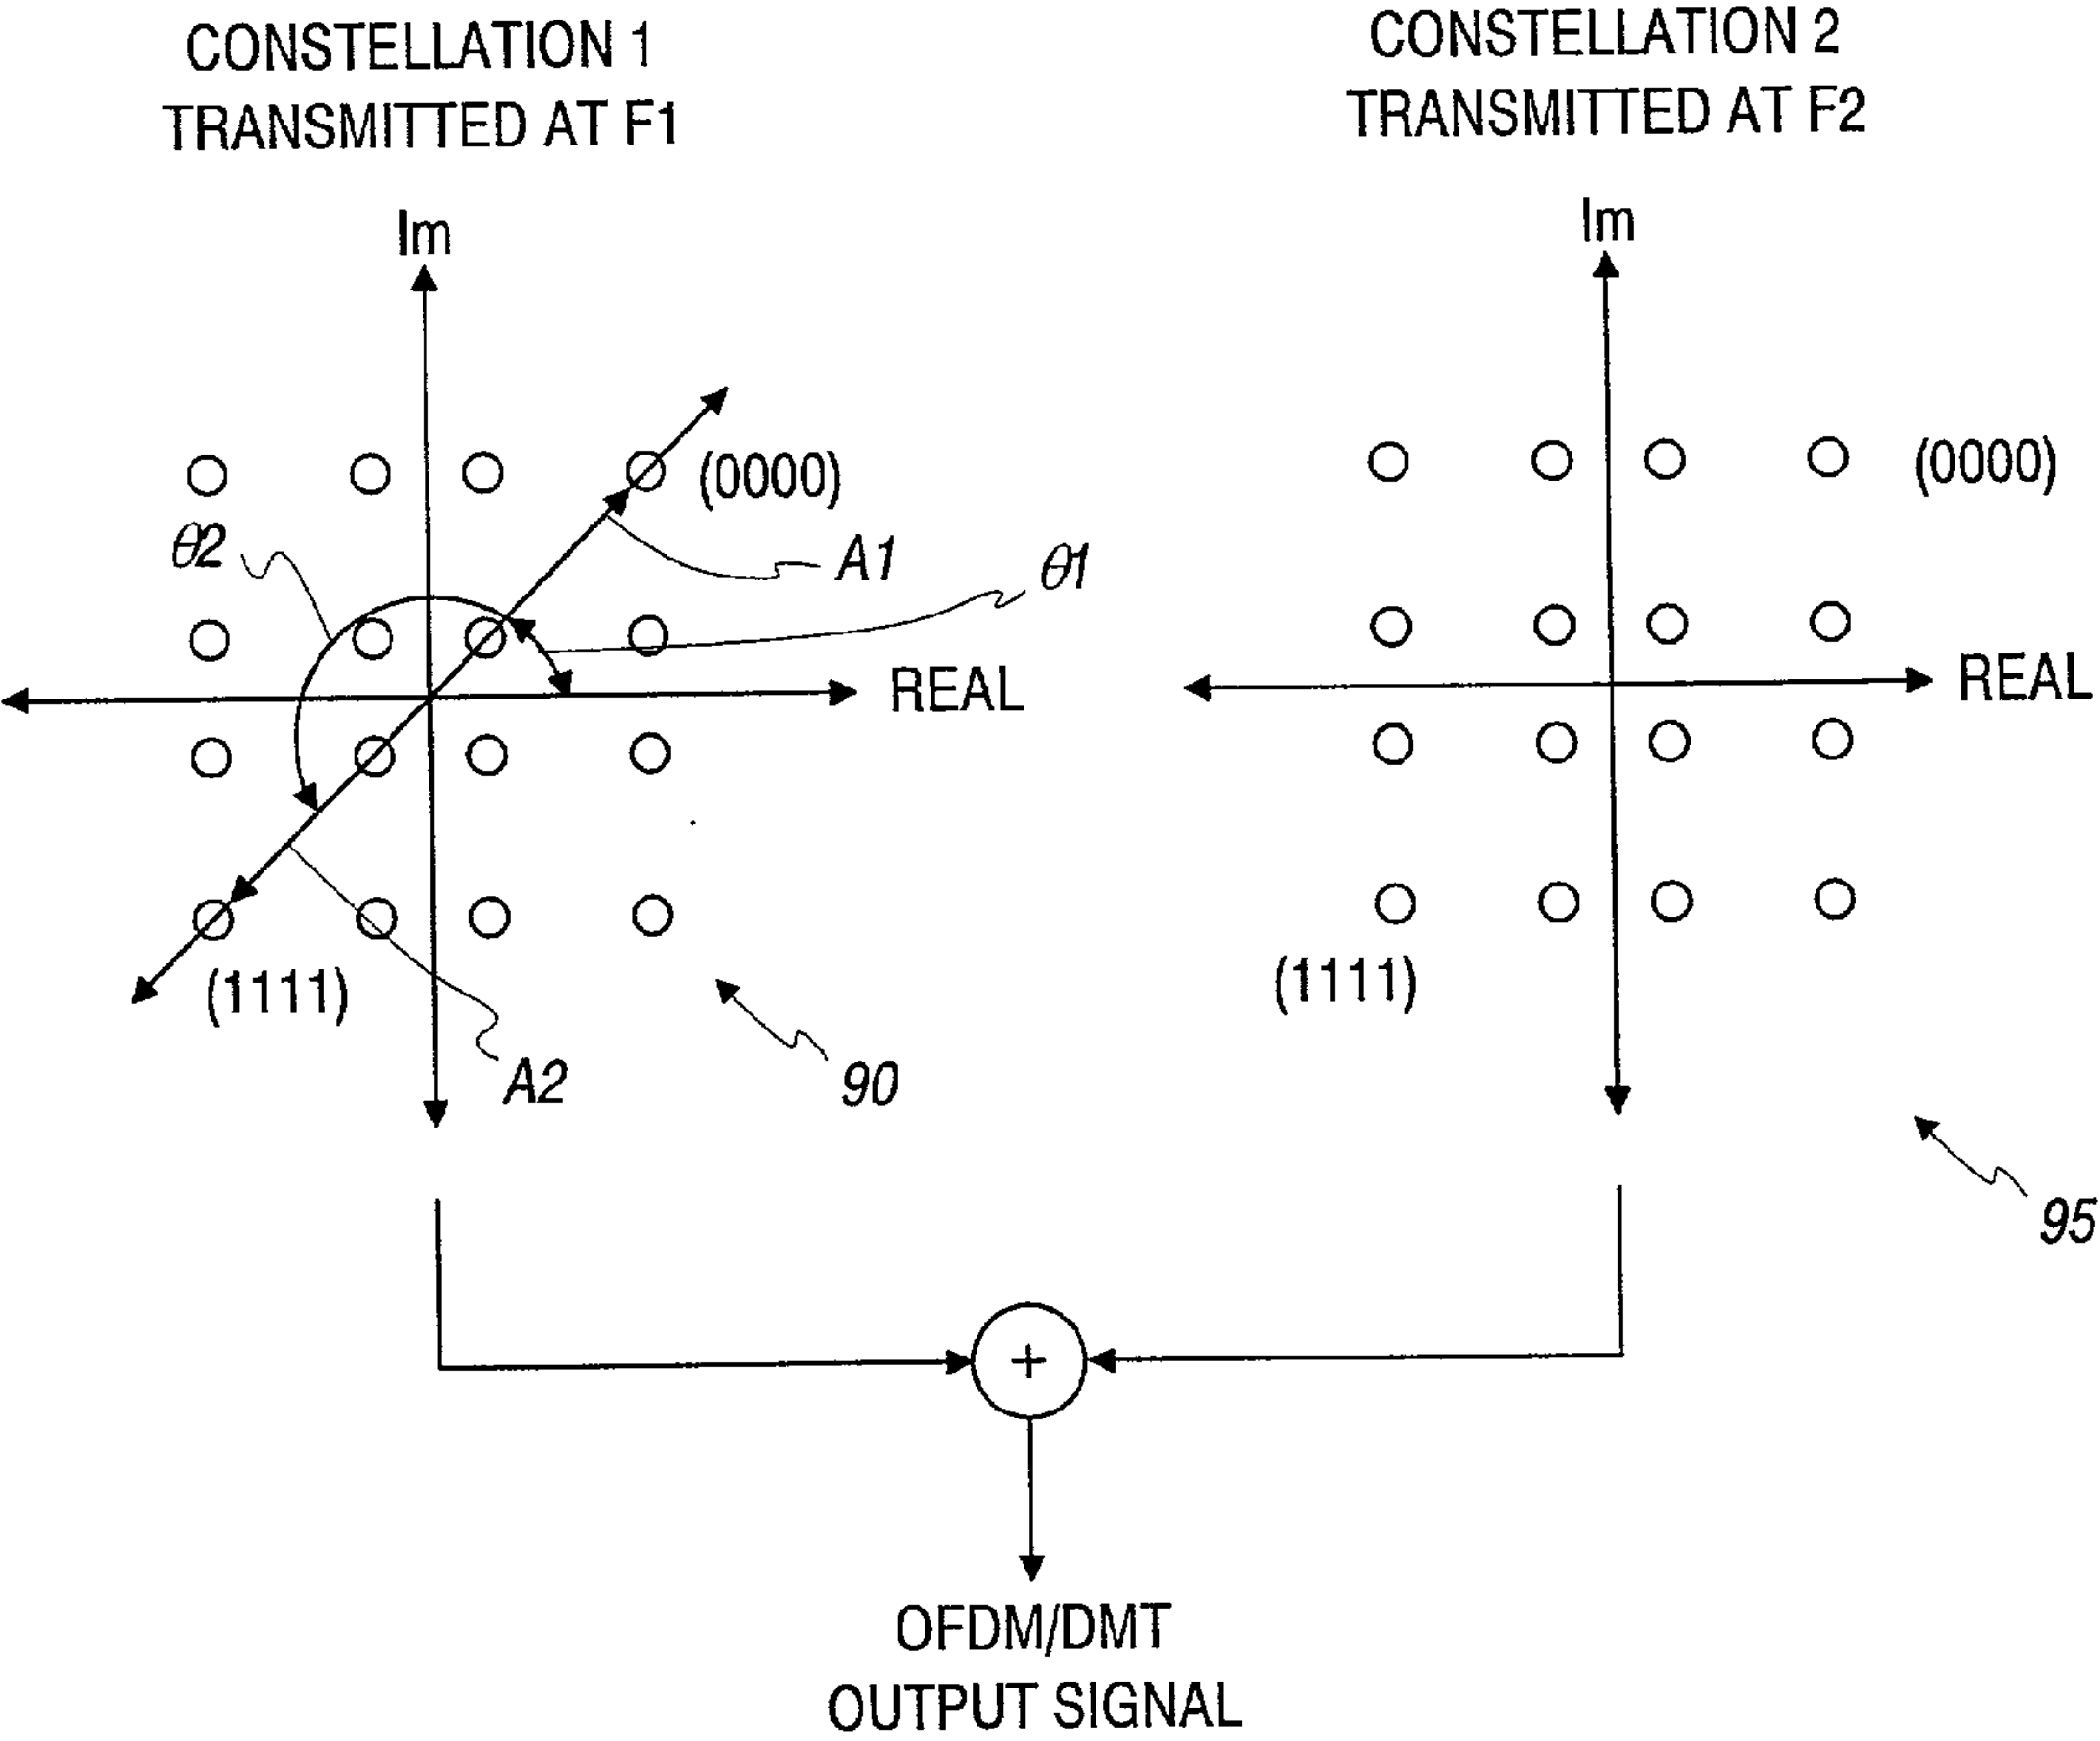 CONSTELLATION 1
TRANSMITTED AT F1
CONSTELLATION 2
TRANSMITTED AT F2
Im
Im
(0000)
(0000)
θ2
A1
θ1
REAL
REAL
(1111)
(1111)
A2
90
95
+
OFDM/DMT
OUTPUT SIGNAL